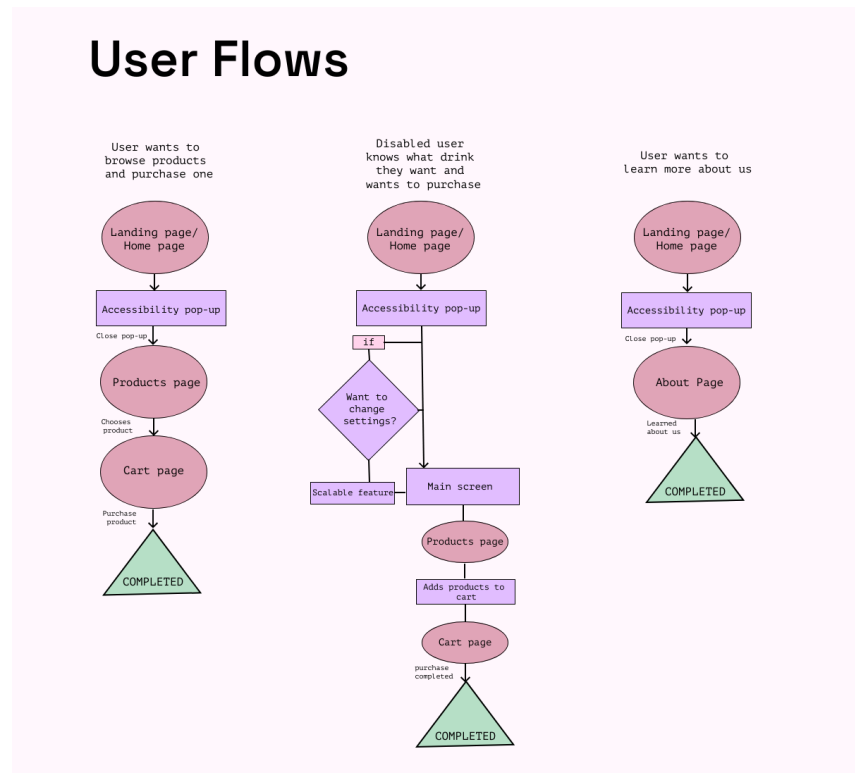 User Flows
User wants to
browse products
and purchase one
Landing page/
Home page
Accessibility pop-up
Close pop-up
Products page
Chooses
product
Cart page
Purchase
product
COMPLETED
Disabled user
knows what drink
they want and
wants to purchase
Landing page/
Home page
Accessibility pop-up
if
Want to
change
settings?
Scalable feature
Main screen
Products page
Adds products to
cart
Cart page
purchase
completed
COMPLETED
User wants to
learn more about us
Landing page/
Home page
Accessibility pop-up
Close pop-up
About Page
Learned
about us
COMPLETED